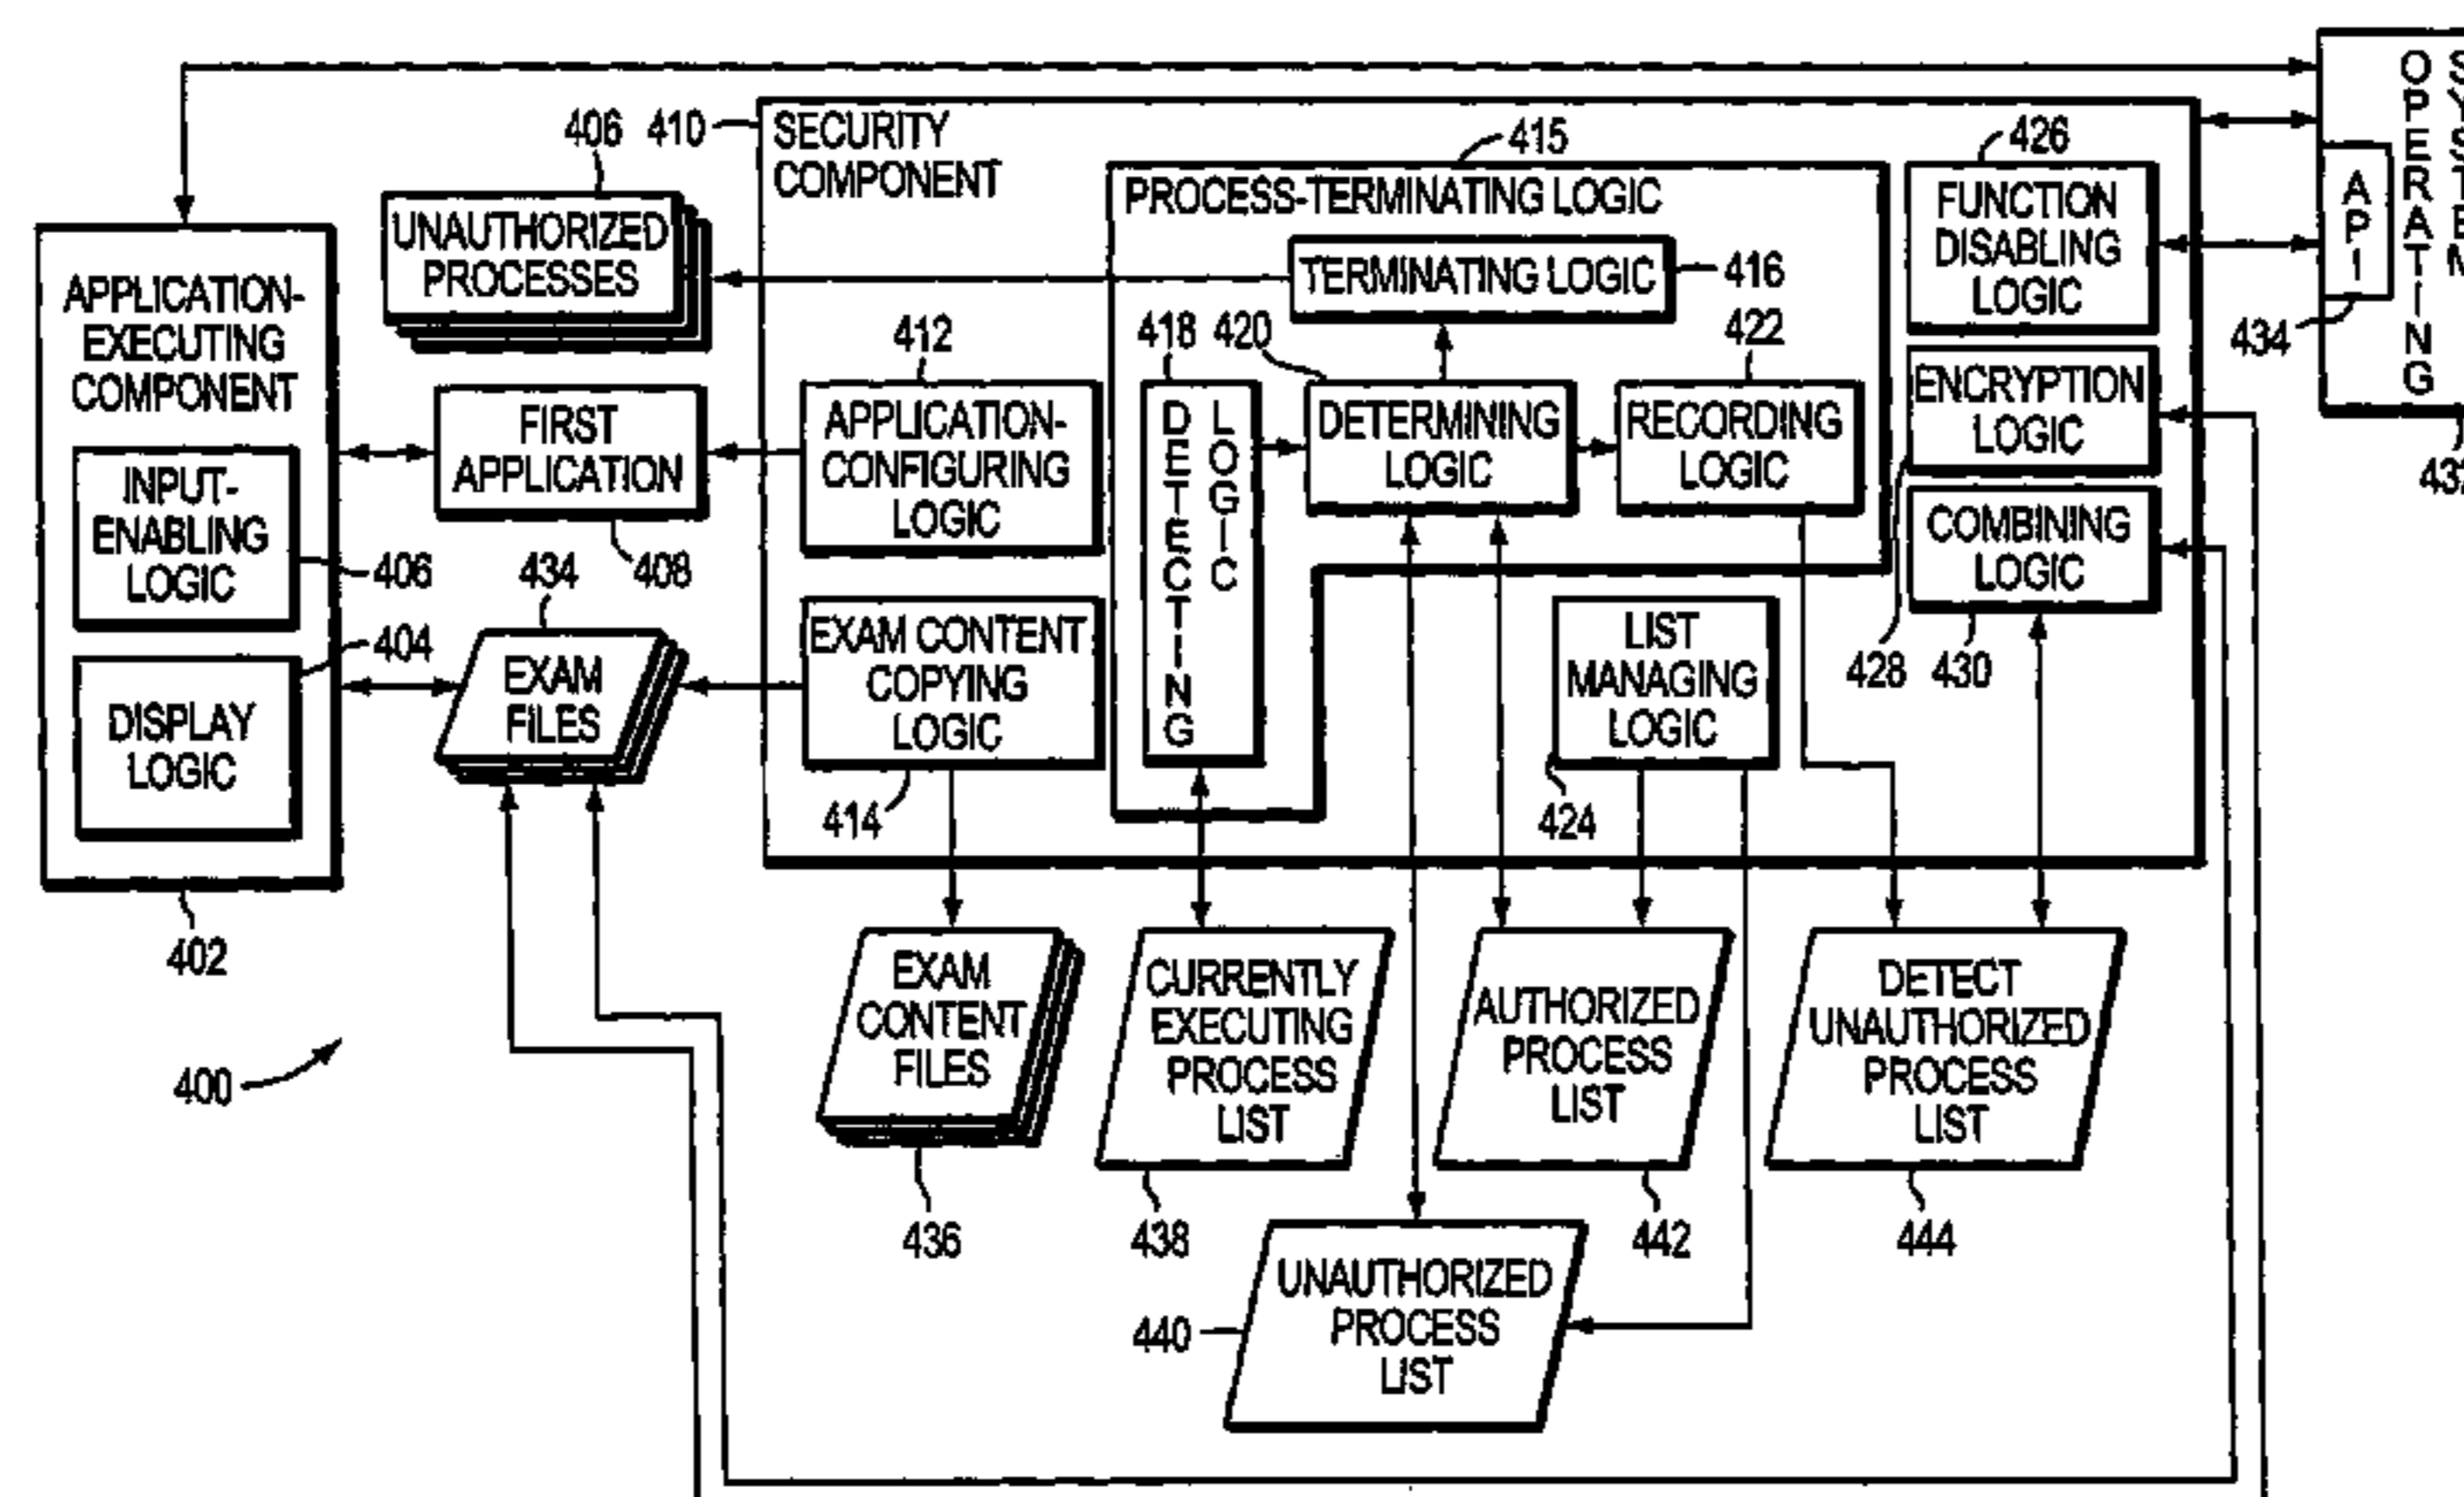 406
410
SECURITY
COMPONENT
415
426
OPERATING
API
434
UNAUTHORIZED
PROCESSES
PROCESS-TERMINATING LOGIC
TERMINATING LOGIC
416
FUNCTION
DISABLING
LOGIC
APPLICATION-
EXECUTING
COMPONENT
412
418
420
422
FIRST
APPLICATION
408
APPLICATION-
CONFIGURING
LOGIC
DETECTING
LOGIC
DETERMINING
LOGIC
RECORDING
LOGIC
ENCRYPTION
LOGIC
INPUT-
ENABLING
LOGIC
406
434
COMBINING
LOGIC
404
DISPLAY
LOGIC
EXAM
FILES
EXAM CONTENT
COPYING
LOGIC
414
LIST
MANAGING
LOGIC
424
428
430
402
400
EXAM
CONTENT
FILES
436
CURRENTLY
EXECUTING
PROCESS
LIST
438
AUTHORIZED
PROCESS
LIST
442
DETECT
UNAUTHORIZED
PROCESS
LIST
444
440
UNAUTHORIZED
PROCESS
LIST